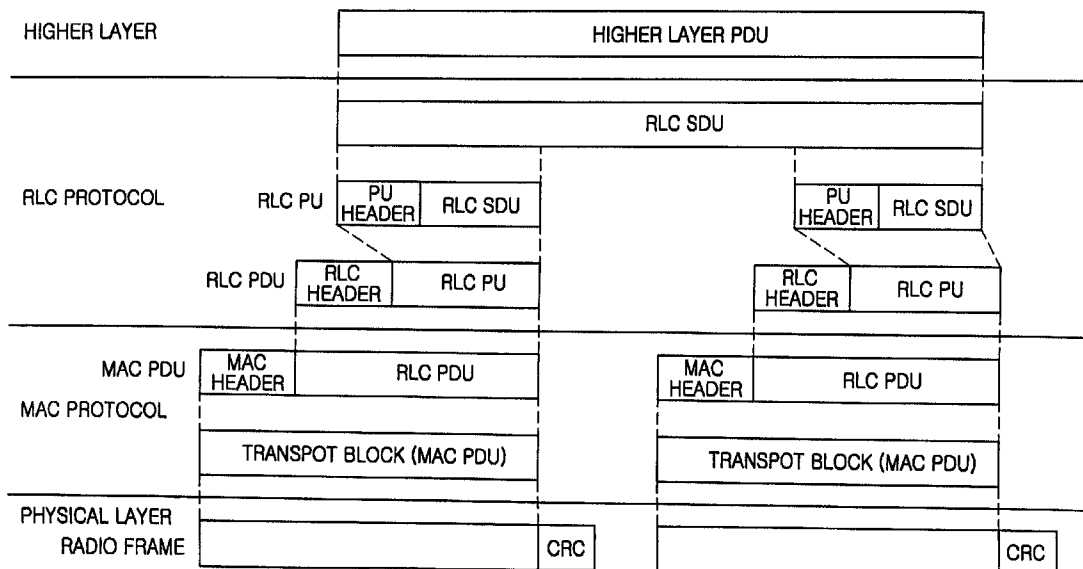 HIGHER LAYER
HIGHER LAYER PDU
RLC SDU
RLC PROTOCOL
RLC PU
PU HEADER
RLC SDU
PU HEADER
RLC SDU
RLC PDU
RLC HEADER
RLC PU
RLC HEADER
RLC PU
MAC PDU
MAC HEADER
RLC PDU
MAC HEADER
RLC PDU
MAC PROTOCOL
TRANSPOT BLOCK (MAC PDU)
TRANSPOT BLOCK (MAC PDU)
PHYSICAL LAYER
RADIO FRAME
CRC
CRC